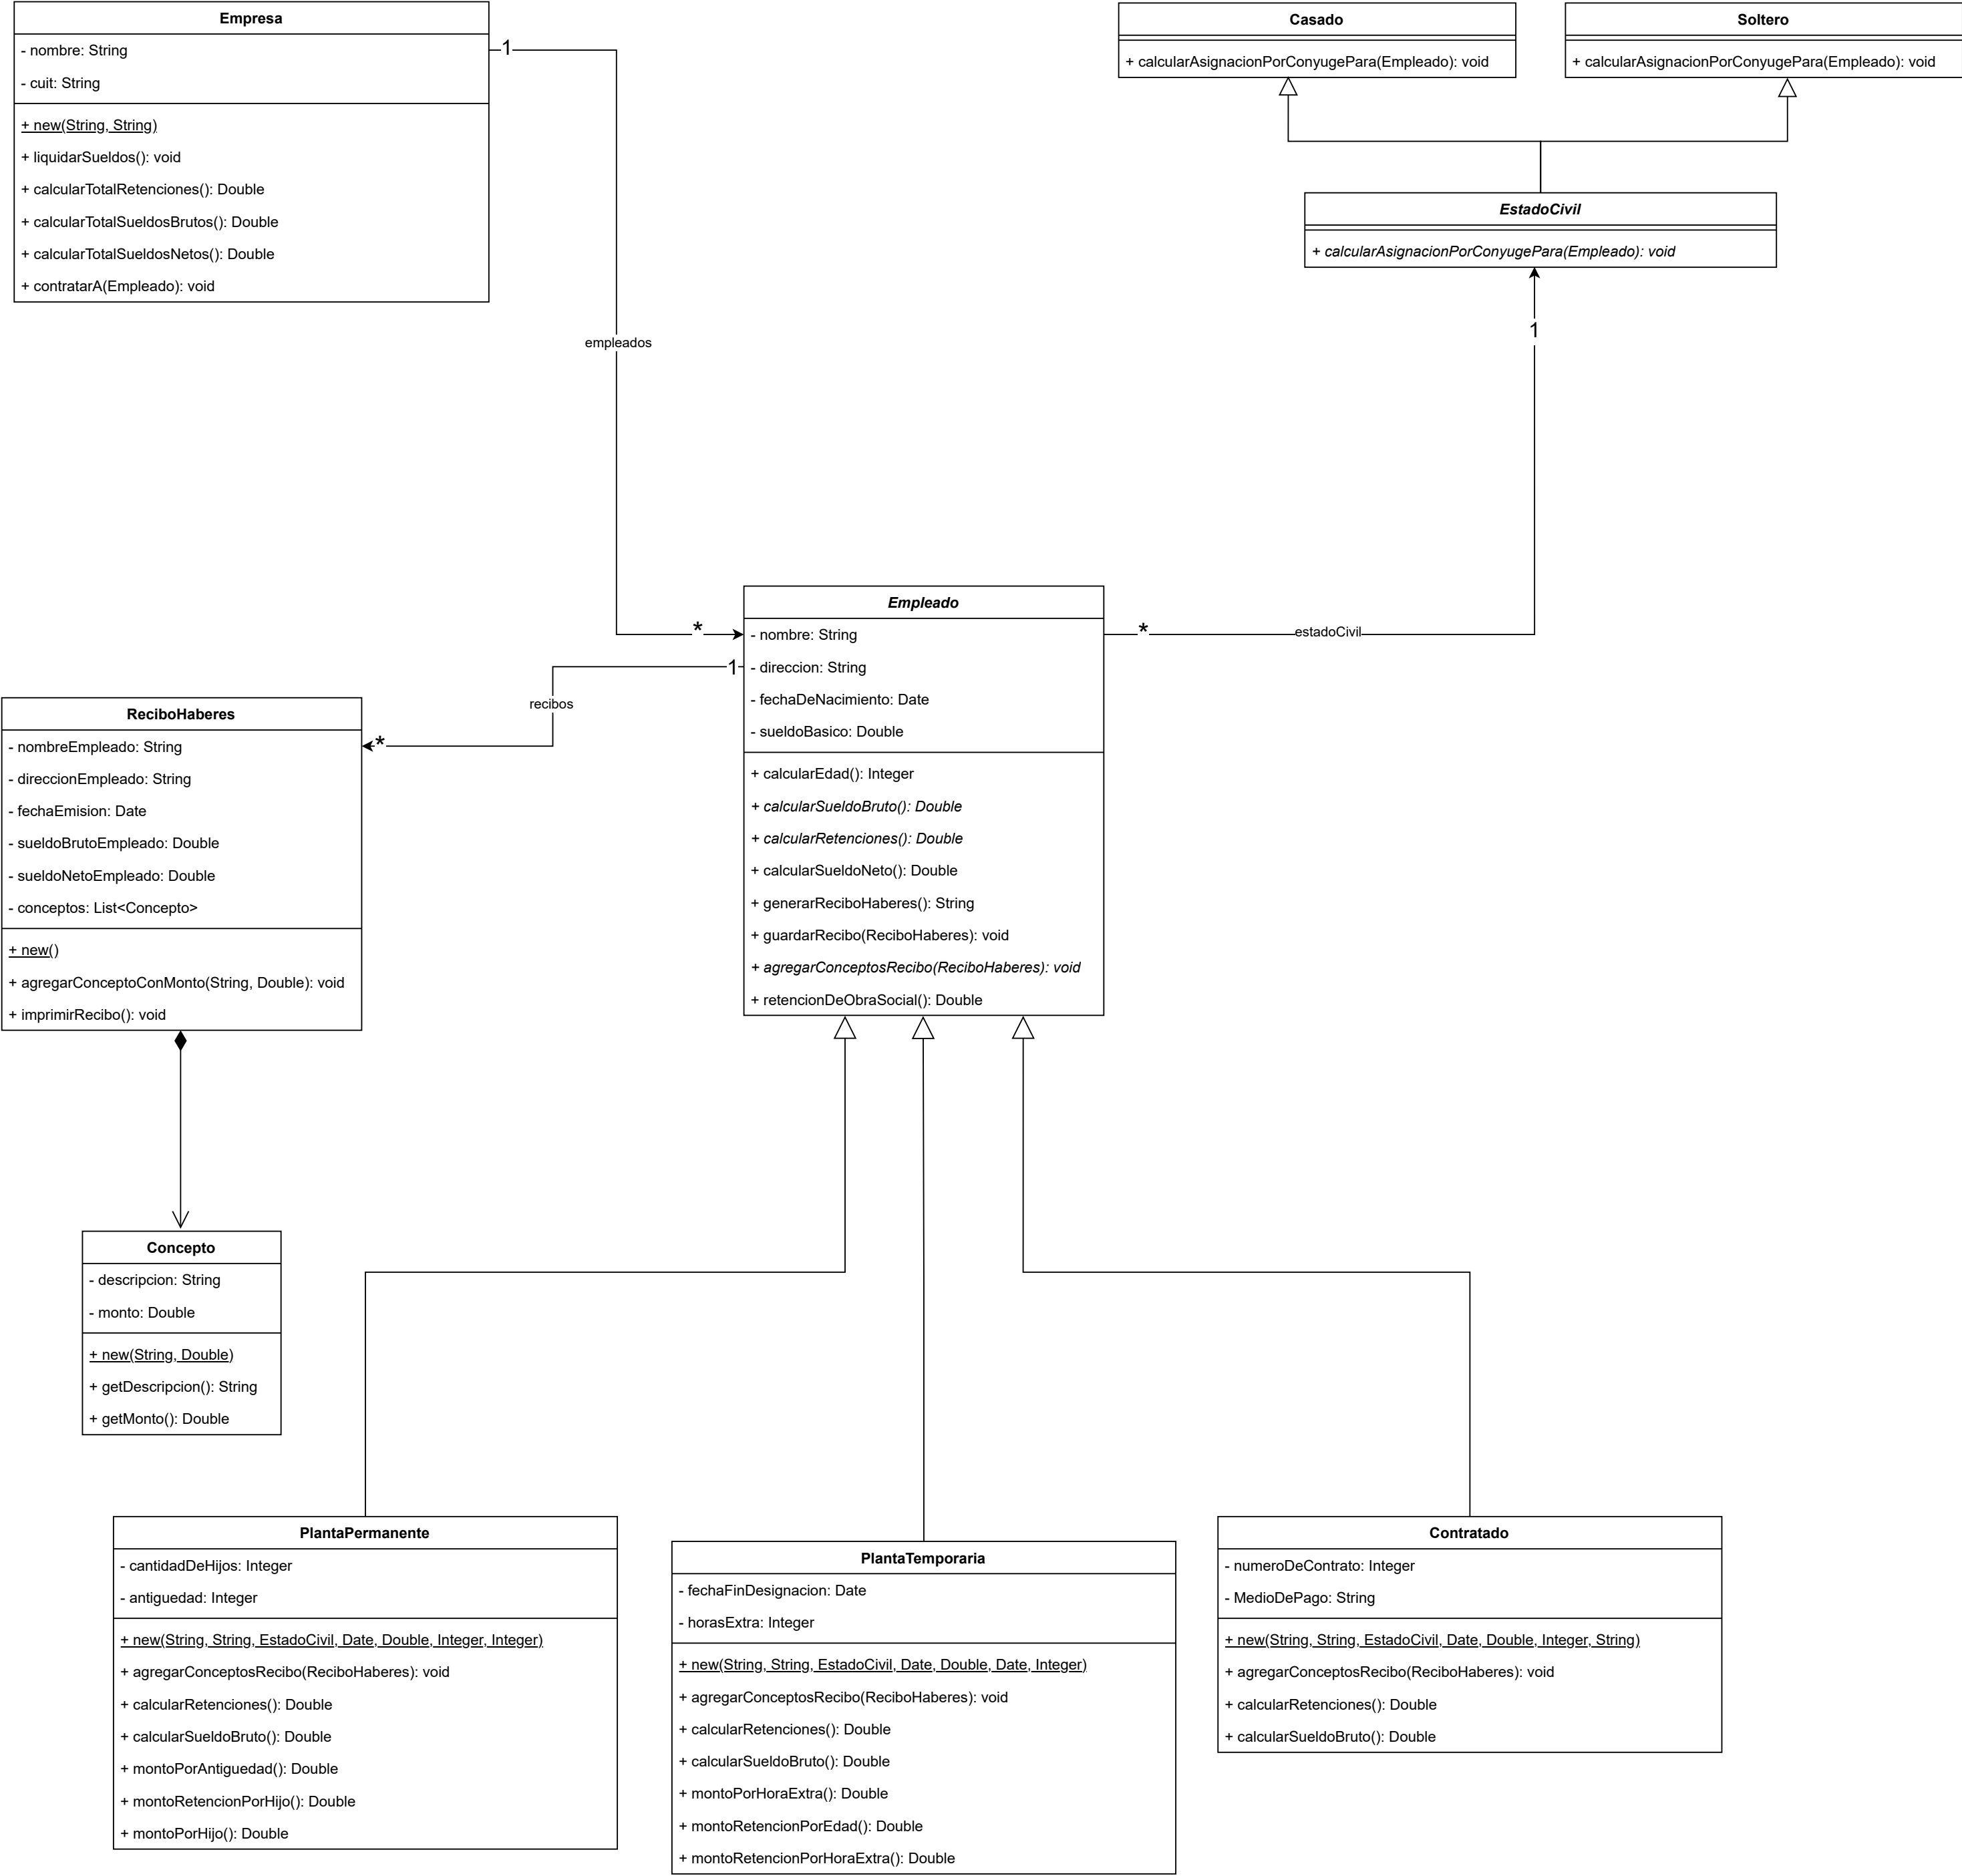 Empresa
- nombre: String
- cuit: String
+ new(String, String)
+ liquidarSueldos(): void
+ calcularTotalRetenciones(): Double
+ calcularTotalSueldosBrutos(): Double
+ calcularTotalSueldosNetos(): Double
+ contratarA(Empleado): void
1
empleados
*
Casado
+ calcularAsignacionPorConyugePara(Empleado): void
Soltero
+ calcularAsignacionPorConyugePara(Empleado): void
EstadoCivil
+ calcularAsignacionPorConyugePara(Empleado): void
1
estadoCivil
*
Empleado
- nombre: String
- direccion: String
- fechaDeNacimiento: Date
- sueldoBasico: Double
+ calcularEdad(): Integer
+ calcularSueldoBruto(): Double
+ calcularRetenciones(): Double
+ calcularSueldoNeto(): Double
+ generarReciboHaberes(): String
+ guardarRecibo(ReciboHaberes): void
+ agregarConceptosRecibo(ReciboHaberes): void
+ retencionDeObraSocial(): Double
1
recibos
*
ReciboHaberes
- nombreEmpleado: String
- direccionEmpleado: String
- fechaEmision: Date
- sueldoBrutoEmpleado: Double
- sueldoNetoEmpleado: Double
- conceptos: List<Concepto>
+ new()
+ agregarConceptoConMonto(String, Double): void
+ imprimirRecibo(): void
Concepto
- descripcion: String
- monto: Double
+ new(String, Double)
+ getDescripcion(): String
+ getMonto(): Double
PlantaPermanente
- cantidadDeHijos: Integer
- antiguedad: Integer
+ new(String, String, EstadoCivil, Date, Double, Integer, Integer)
+ agregarConceptosRecibo(ReciboHaberes): void
+ calcularRetenciones(): Double
+ calcularSueldoBruto(): Double
+ montoPorAntiguedad(): Double
+ montoRetencionPorHijo(): Double
+ montoPorHijo(): Double
PlantaTemporaria
- fechaFinDesignacion: Date
- horasExtra: Integer
+ new(String, String, EstadoCivil, Date, Double, Date, Integer)
+ agregarConceptosRecibo(ReciboHaberes): void
+ calcularRetenciones(): Double
+ calcularSueldoBruto(): Double
+ montoPorHoraExtra(): Double
+ montoRetencionPorEdad(): Double
+ montoRetencionPorHoraExtra(): Double
Contratado
- numeroDeContrato: Integer
- MedioDePago: String
+ new(String, String, EstadoCivil, Date, Double, Integer, String)
+ agregarConceptosRecibo(ReciboHaberes): void
+ calcularRetenciones(): Double
+ calcularSueldoBruto(): Double